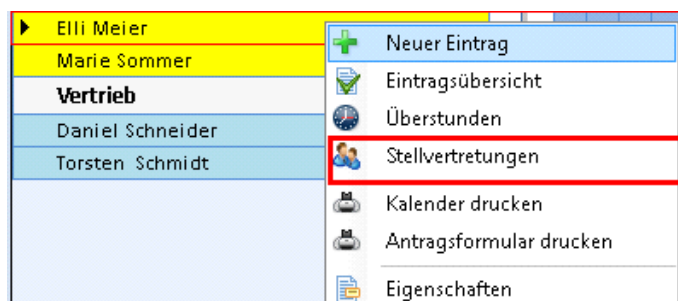 Elli Meier
Marie Sommer
Vertrieb
Daniel Schneider
Torsten Schmidt
Neuer Eintrag
Eintragsübersicht
Überstunden
Stellvertretungen
Kalender drucken
Antragsformular drucken
Eigenschaften